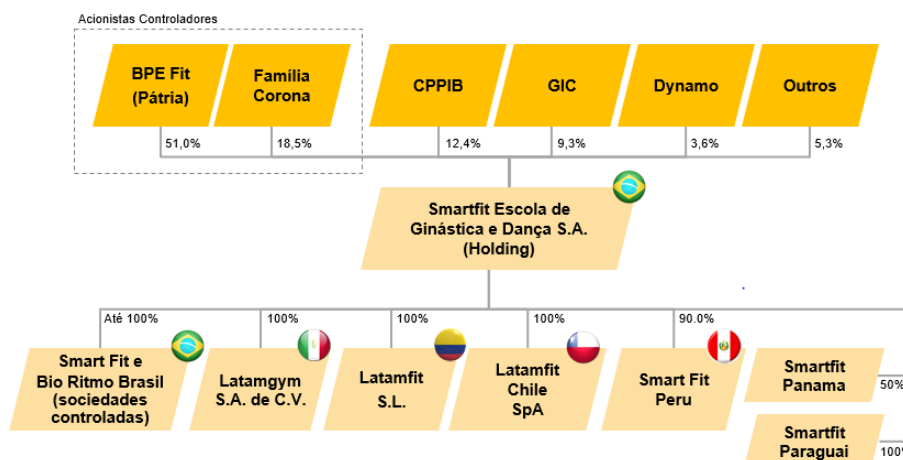 Acionistas Controladores
BPE Fit
(Pátria)
Família
Corona
CPPIB
GIC
Dynamo
Outros
51,0%
18,5%
12,4%
9,3%
3,6%
5,3%
Smartfit Escola de
Ginástica e Dança S.A.
(Holding)
Até 100%
100%
100%
100%
90.0%
Smart Fit e
Bio Ritmo Brasil
(sociedades
controladas)
Latamgym
S.A. de C.V.
Latamfit
S.L.
Latamfit
Chile
SpA
Smart Fit
Peru
Smartfit
Panama
50%
Smartfit
Paraguai
100%